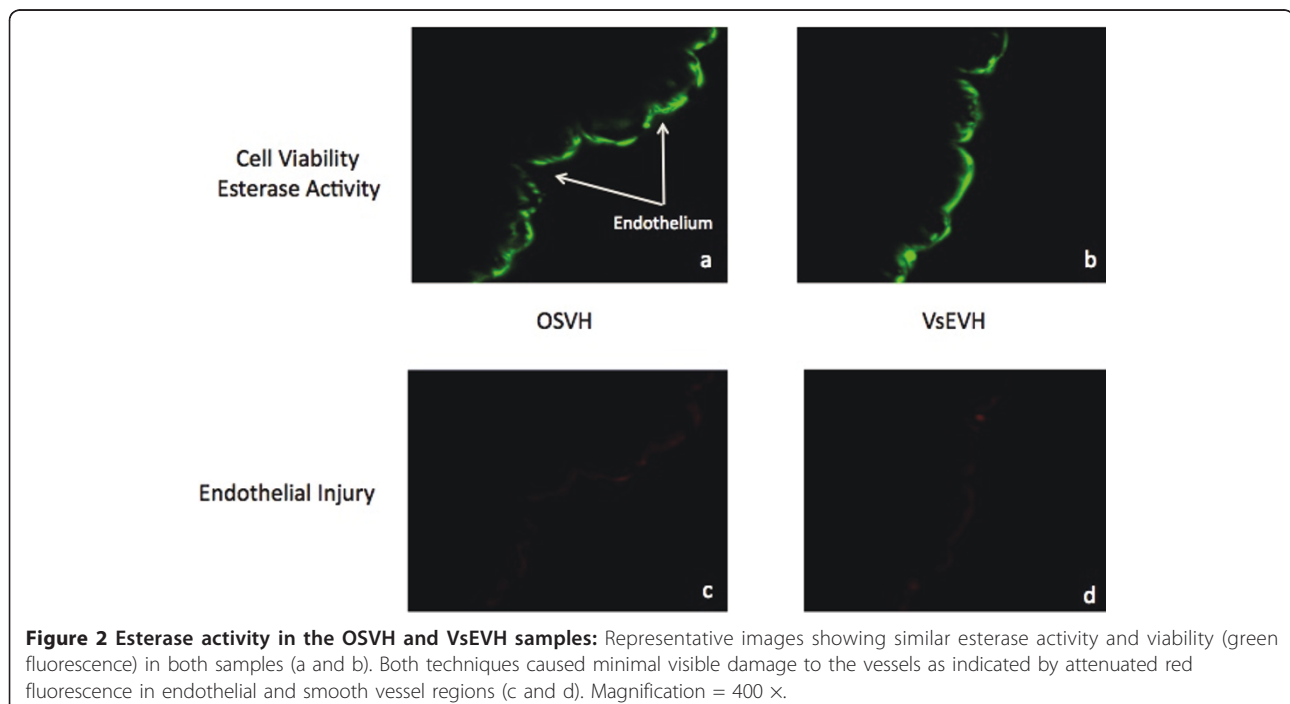 Cell Viability
Esterase Activity
Endothelium
a
b
OSVH
VsEVH
Endothelial Injury
c
d
Figure 2 Esterase activity in the OSVH and VsEVH samples: Representative images showing similar esterase activity and viability (green
fluorescence) in both samples (a and b). Both techniques caused minimal visible damage to the vessels as indicated by attenuated red
fluorescence in endothelial and smooth vessel regions (c and d). Magnification = 400 ×.